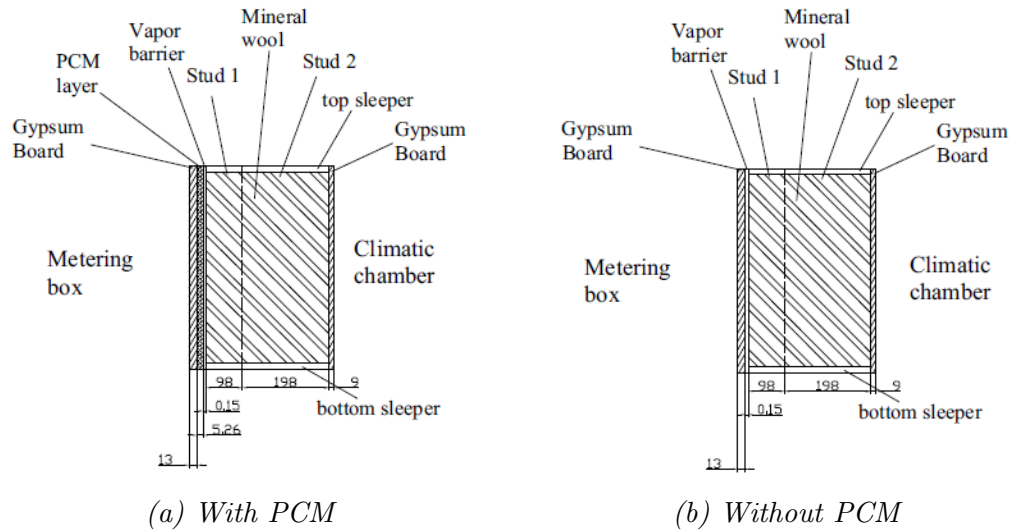 Mineral
wool
Vapor
barrier
Stud 2
PCM
layer
Stud 1
top sleeper
Gypsum
Board
Gypsum
Board
Metering
box
Climatic
chamber
98
198
9
bottom sleeper
0,15
5,26
13
(a) With PCM
Mineral
wool
Vapor
barrier
Stud 2
Stud 1
top sleeper
Gypsum
Board
Gypsum
Board
Metering
box
Climatic
chamber
98
198
9
bottom sleeper
0,15
13
(b) Without PCM